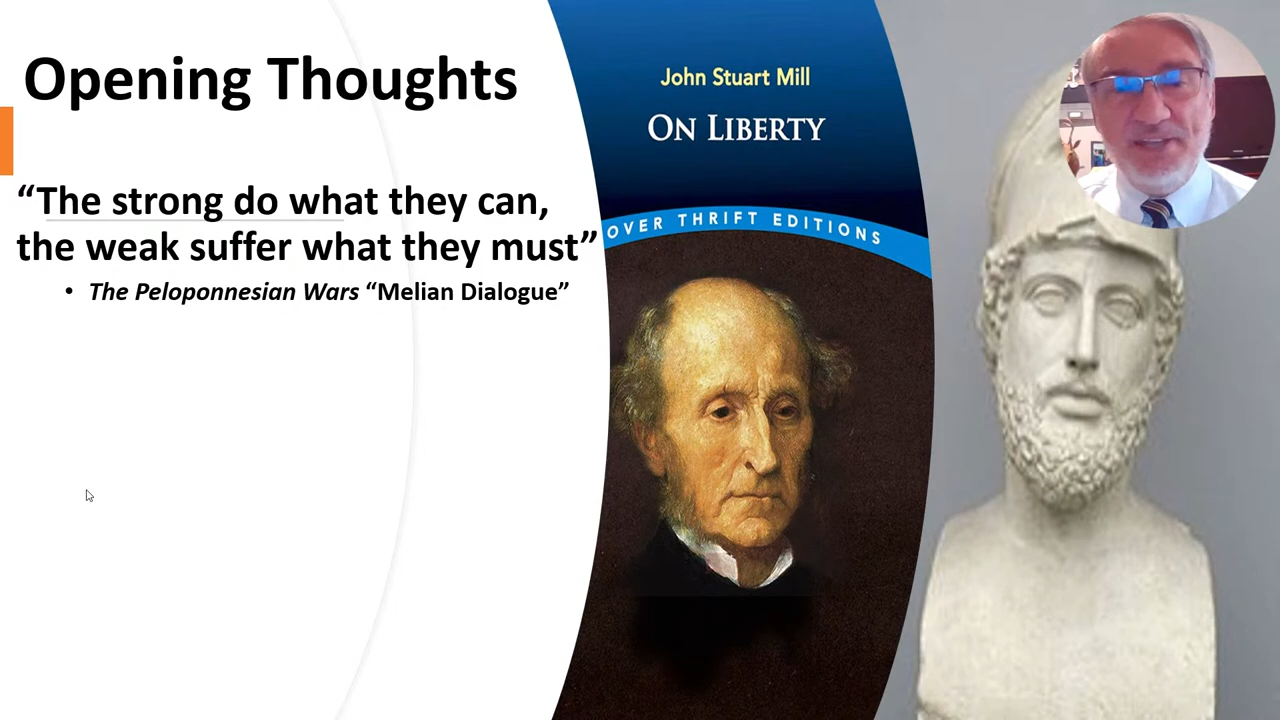 Opening Thoughts
“The strong do what they can,
the weak suffer what they must”
• The Peloponnesian Wars “Melian Dialogue”
John Stuart Mill
ON LIBERTY
OVER THRIFT EDITIONS